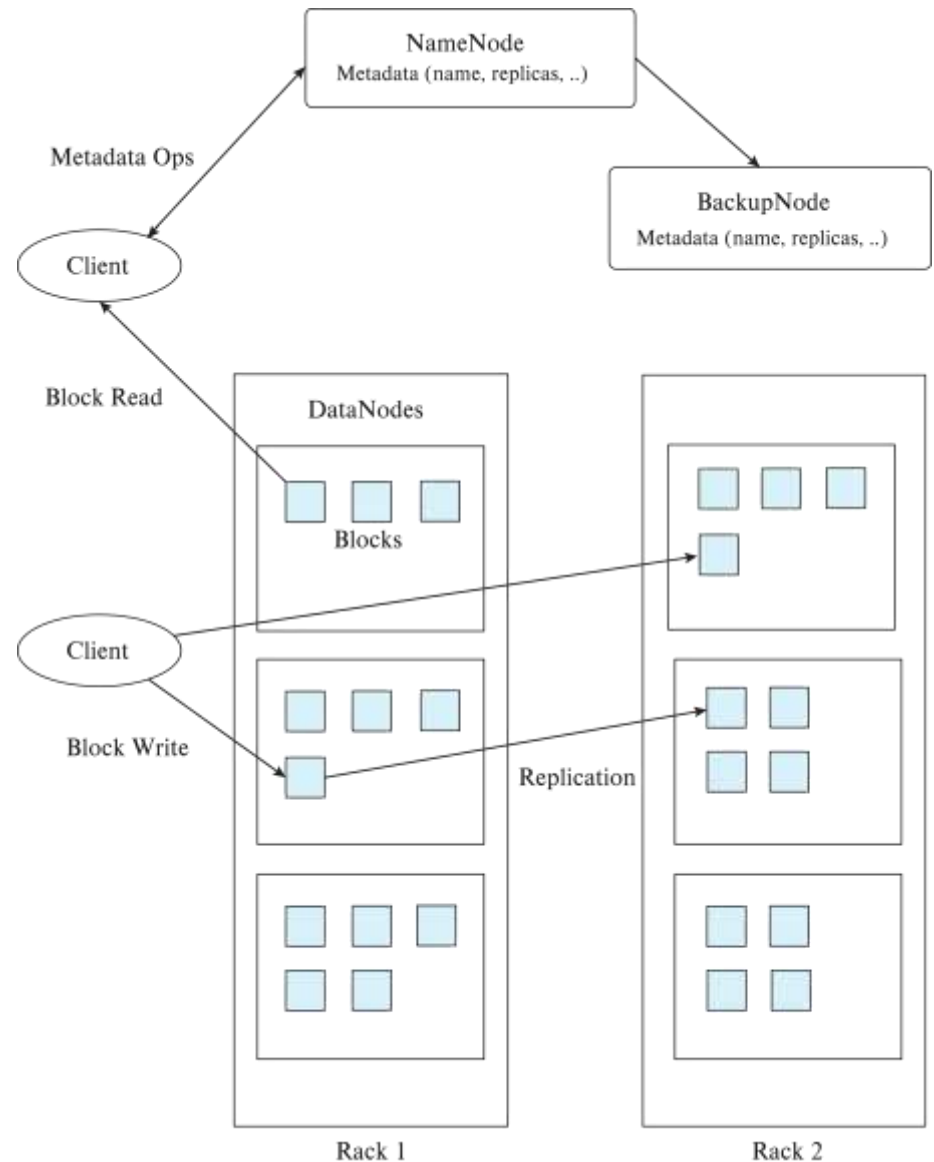 NameNode
Metadata (name, replicas, ..)
Metadata Ops
BackupNode
Metadata (name, replicas, ..)
Client
Block Read
DataNodes
Blocks
Client
Block Write
Replication
Rack 1
Rack 2